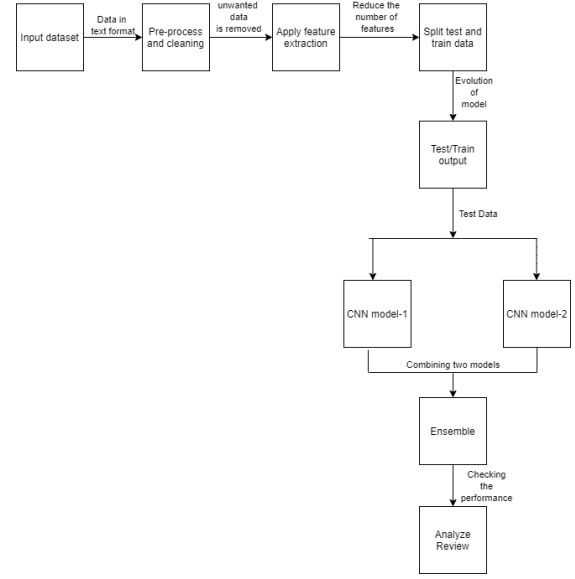 Input dataset
Data in
text format
Pre-process
and cleaning
unwanted
data
is removed
Apply feature
extraction
Reduce the
number of
features
Split test and
train data
Evolution
of
model
Test/Train
output
Test Data
CNN model-1
CNN model-2
Combining two models
Ensemble
Checking
the
performance
Analyze
Review